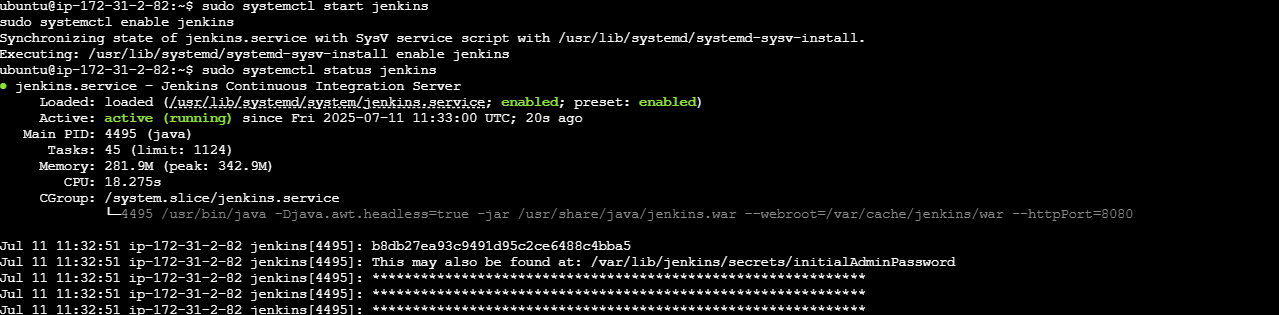 ubuntu@ip-172-31-2-82:~$ sudo systemctl start jenkins
sudo systemctl enable jenkins
Synchronizing state of jenkins.service with SysV service script with /usr/lib/systemd/systemd-sysv-install.
Executing: /usr/lib/systemd/systemd-sysv-install enable jenkins
ubuntu@ip-172-31-2-82:~$ sudo systemctl status jenkins
● jenkins.service - Jenkins Continuous Integration Server
     Loaded: loaded (/usr/lib/systemd/system/jenkins.service; enabled; preset: enabled)
     Active: active (running) since Fri 2025-07-11 11:33:00 UTC; 20s ago
   Main PID: 4495 (java)
      Tasks: 45 (limit: 1124)
     Memory: 281.9M (peak: 342.9M)
        CPU: 18.275s
     CGroup: /system.slice/jenkins.service
             └─4495 /usr/bin/java -Djava.awt.headless=true -jar /usr/share/java/jenkins.war --webroot=/var/cache/jenkins/war --httpPort=8080
Jul 11 11:32:51 ip-172-31-2-82 jenkins[4495]: b8db27ea93c9491d95c2ce6488c4bba5
Jul 11 11:32:51 ip-172-31-2-82 jenkins[4495]: This may also be found at: /var/lib/jenkins/secrets/initialAdminPassword
Jul 11 11:32:51 ip-172-31-2-82 jenkins[4495]: *************************************************************
Jul 11 11:32:51 ip-172-31-2-82 jenkins[4495]: *************************************************************
Jul 11 11:32:51 ip-172-31-2-82 jenkins[4495]: *************************************************************